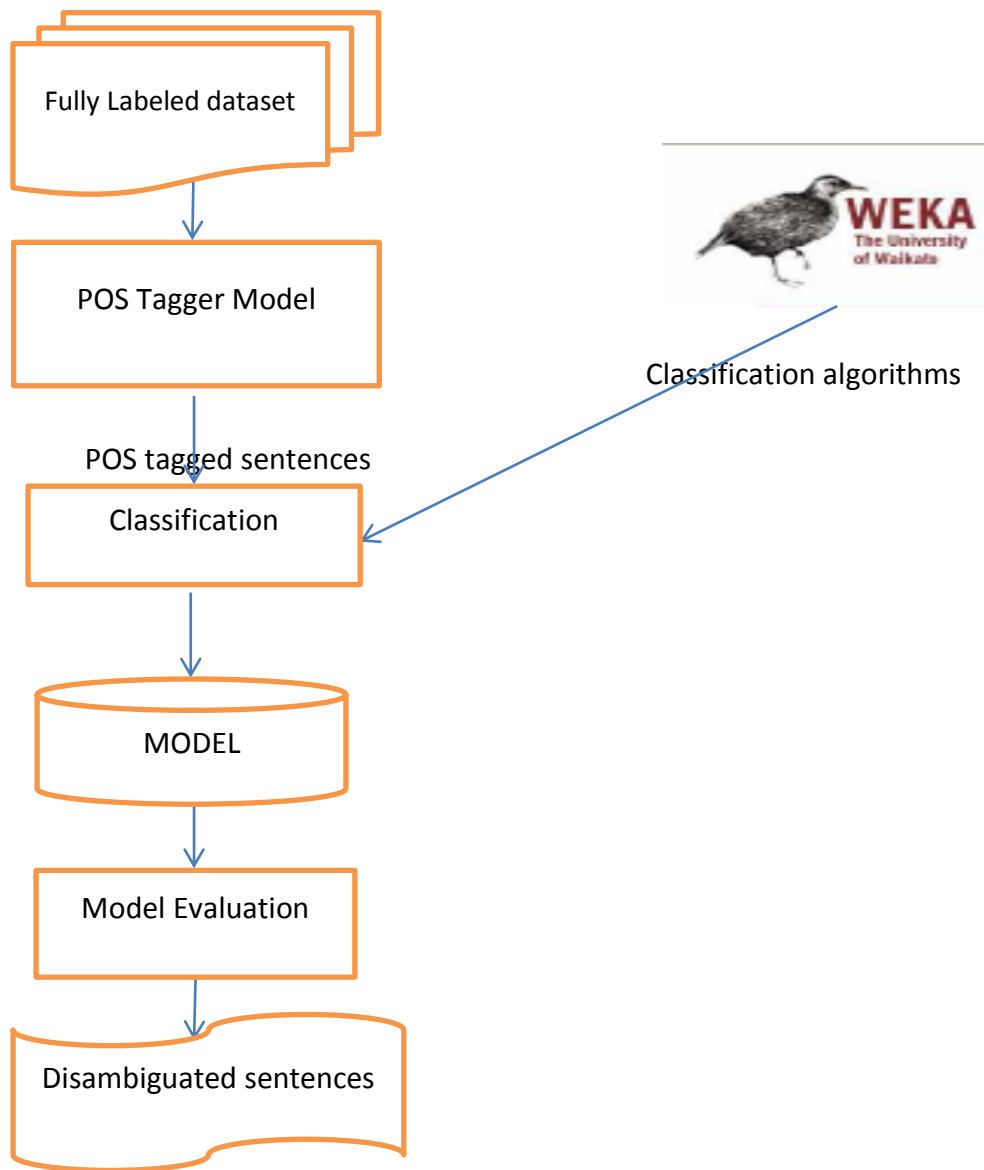 Fully Labeled dataset
WEKA
The University
of Waikato
POS Tagger Model
Classification algorithms
POS tagged sentences
Classification
MODEL
Model Evaluation
Disambiguated sentences